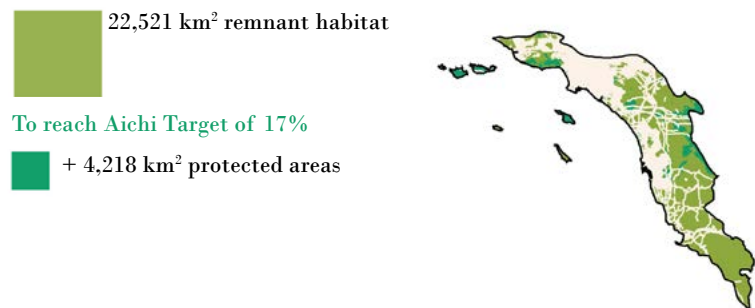 22,521 km² remnant habitat
To reach Aichi Target of 17%
+ 4,218 km² protected areas